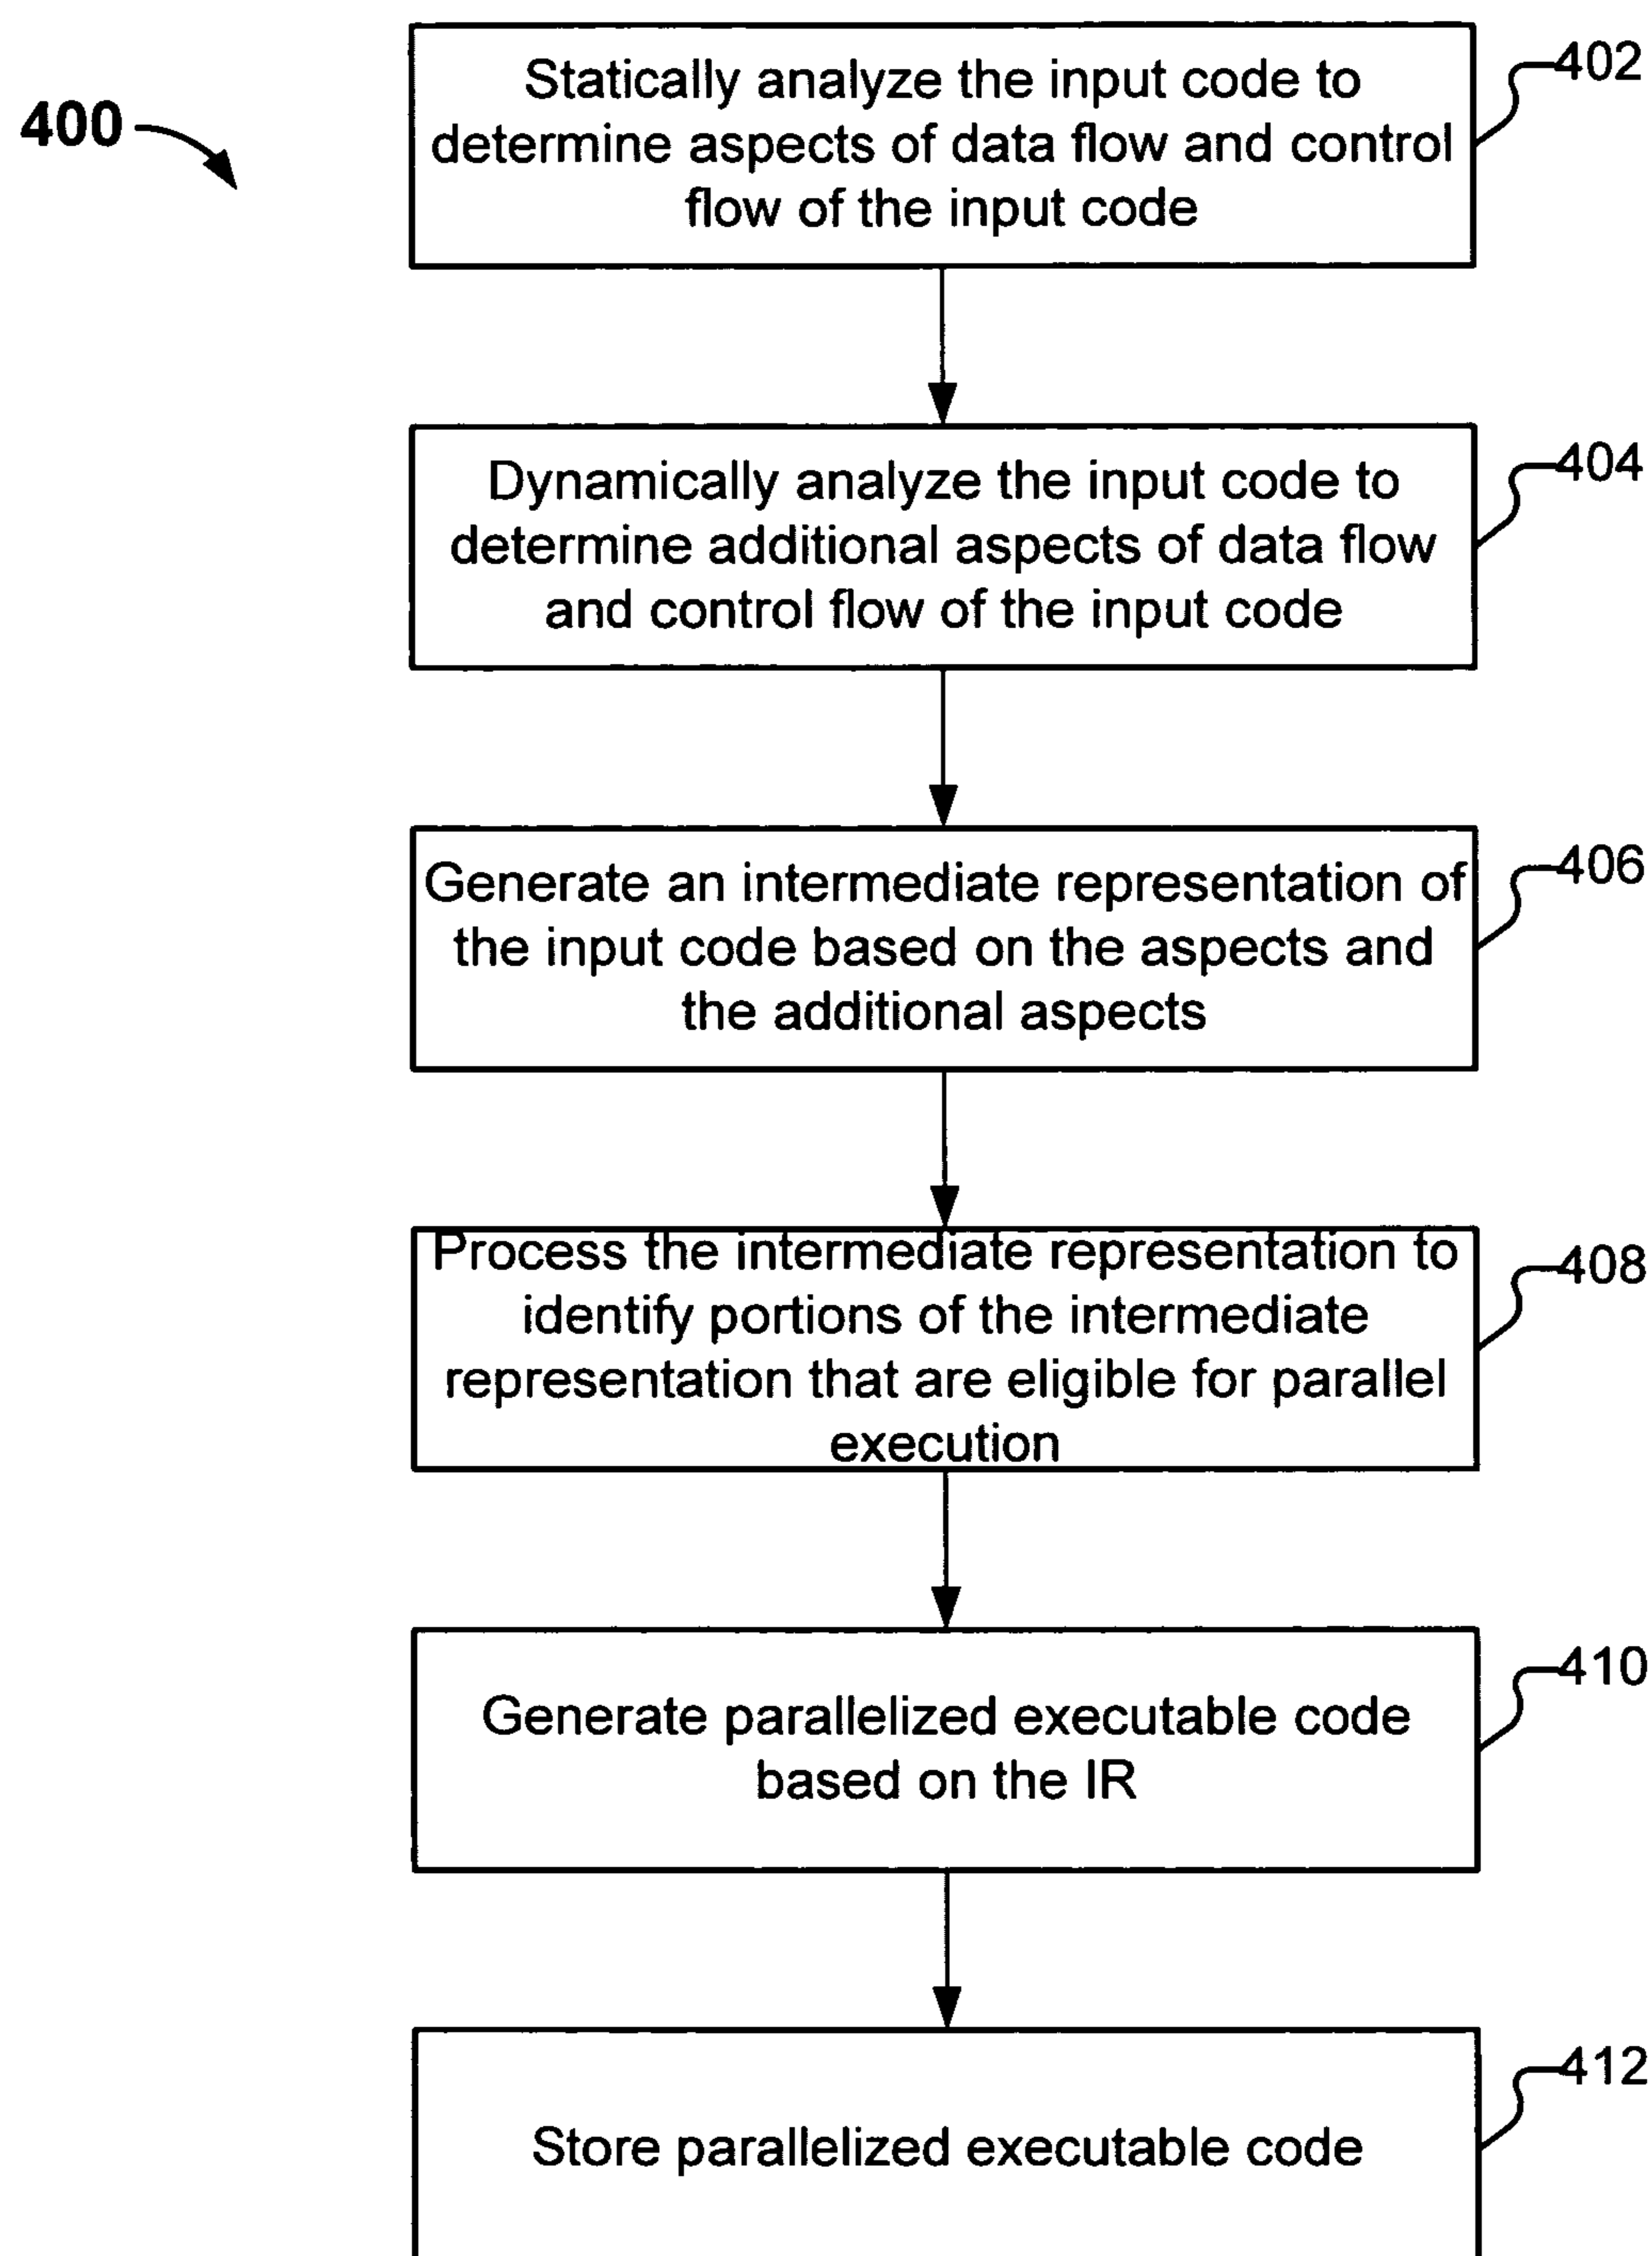 400
Statically analyze the input code to
determine aspects of data flow and control
flow of the input code
402
Dynamically analyze the input code to
determine additional aspects of data flow
and control flow of the input code
404
Generate an intermediate representation of
the input code based on the aspects and
the additional aspects
406
Process the intermediate representation to
identify portions of the intermediate
representation that are eligible for parallel
execution
408
Generate parallelized executable code
based on the IR
410
Store parallelized executable code
412